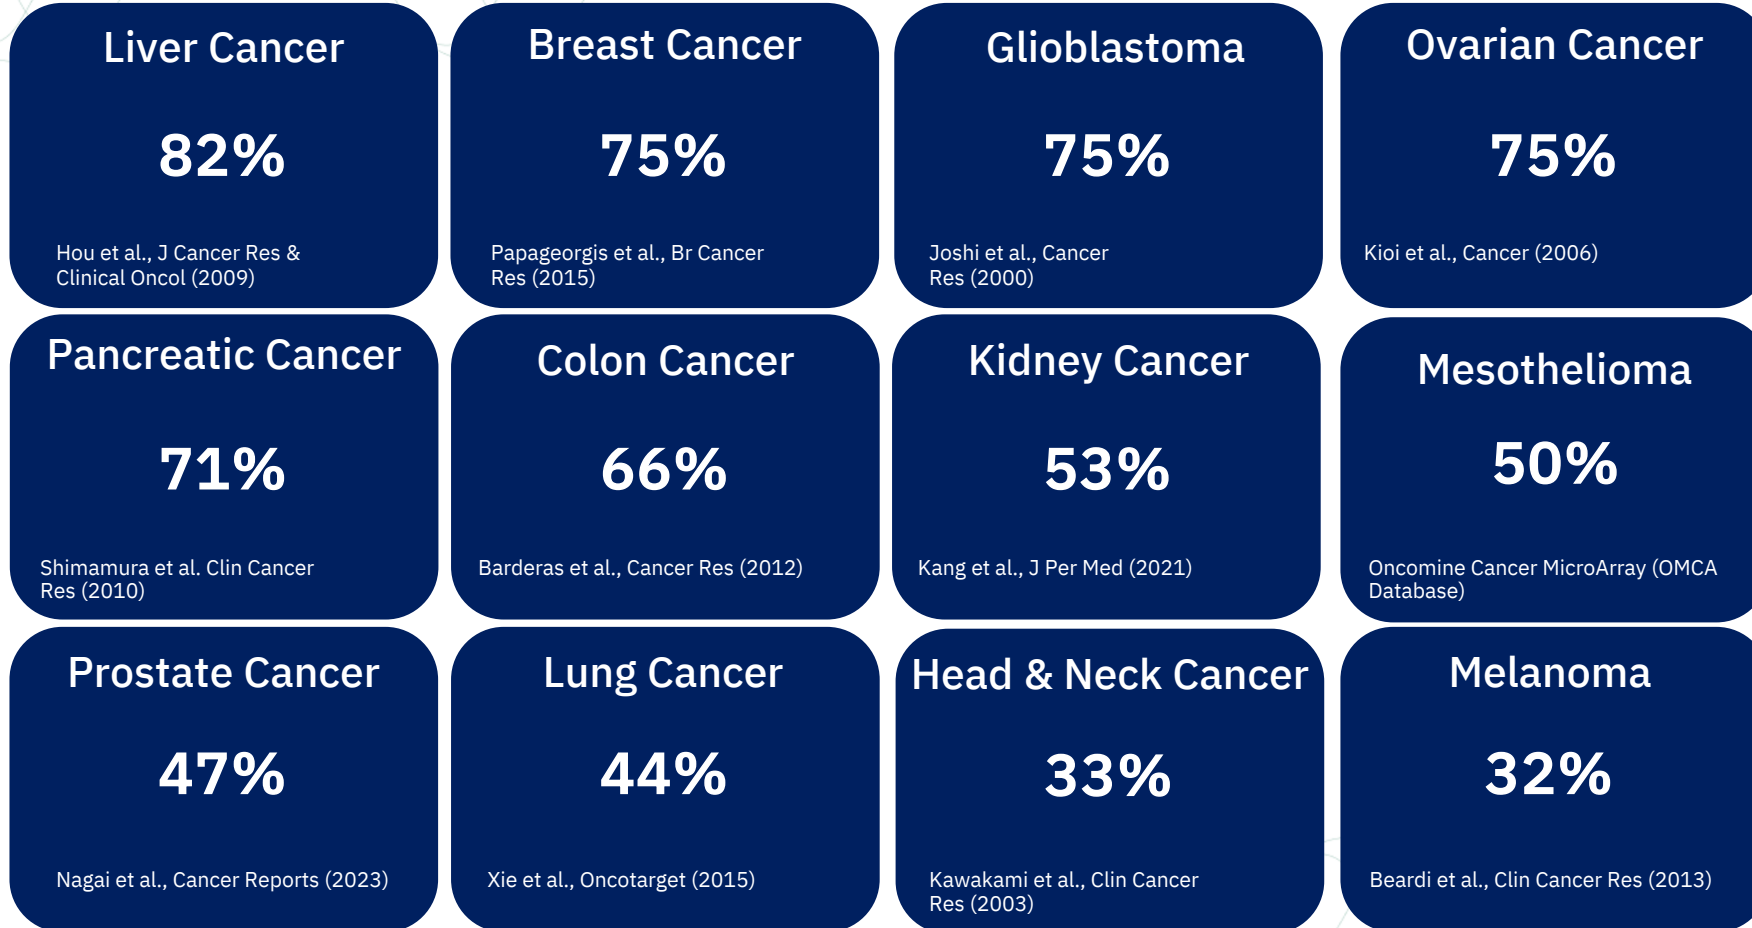 Liver Cancer
82%
Hou et al., J Cancer Res &
Clinical Oncol (2009)
Breast Cancer
75%
Papageorgis et al., Br Cancer
Res (2015)
Glioblastoma
75%
Joshi et al., Cancer
Res (2000)
Ovarian Cancer
75%
Kioi et al., Cancer (2006)
Pancreatic Cancer
71%
Shimamura et al. Clin Cancer
Res (2010)
Colon Cancer
66%
Barderas et al., Cancer Res (2012)
Kidney Cancer
53%
Kang et al., J Per Med (2021)
Mesothelioma
50%
Oncomine Cancer MicroArray (OMCA
Database)
Prostate Cancer
47%
Nagai et al., Cancer Reports (2023)
Lung Cancer
44%
Xie et al., Oncotarget (2015)
Head & Neck Cancer
33%
Kawakami et al., Clin Cancer
Res (2003)
Melanoma
32%
Beardi et al., Clin Cancer Res (2013)